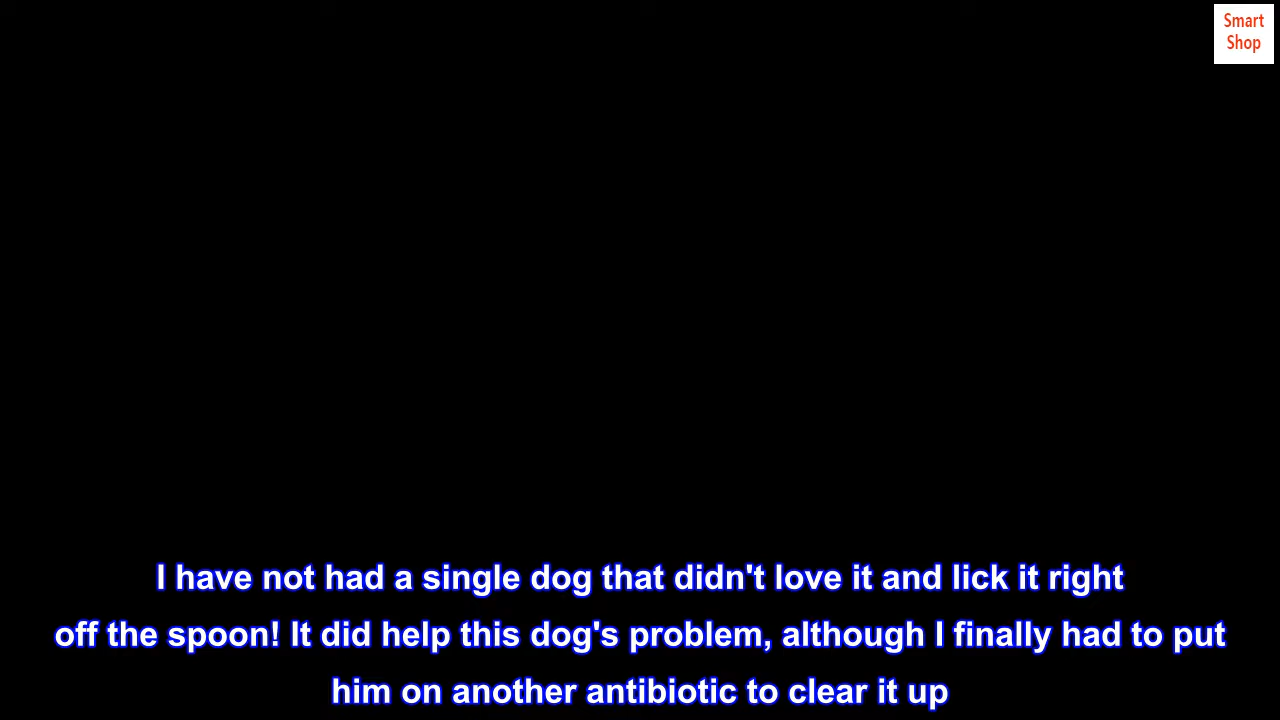 Smart
Shop
I have not had a single dog that didn't love it and lick it right
off the spoon! It did help this dog's problem, although I finally had to put
him on another antibiotic to clear it up